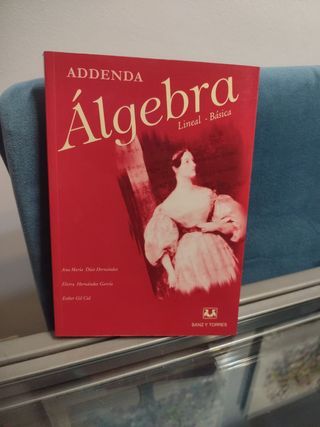 ADDENDA
Álgebra
Lineal · Básica
Ana María Díaz Hernández
Elvira Hernández García
Esther Gil Cid
SANZ Y TORRES